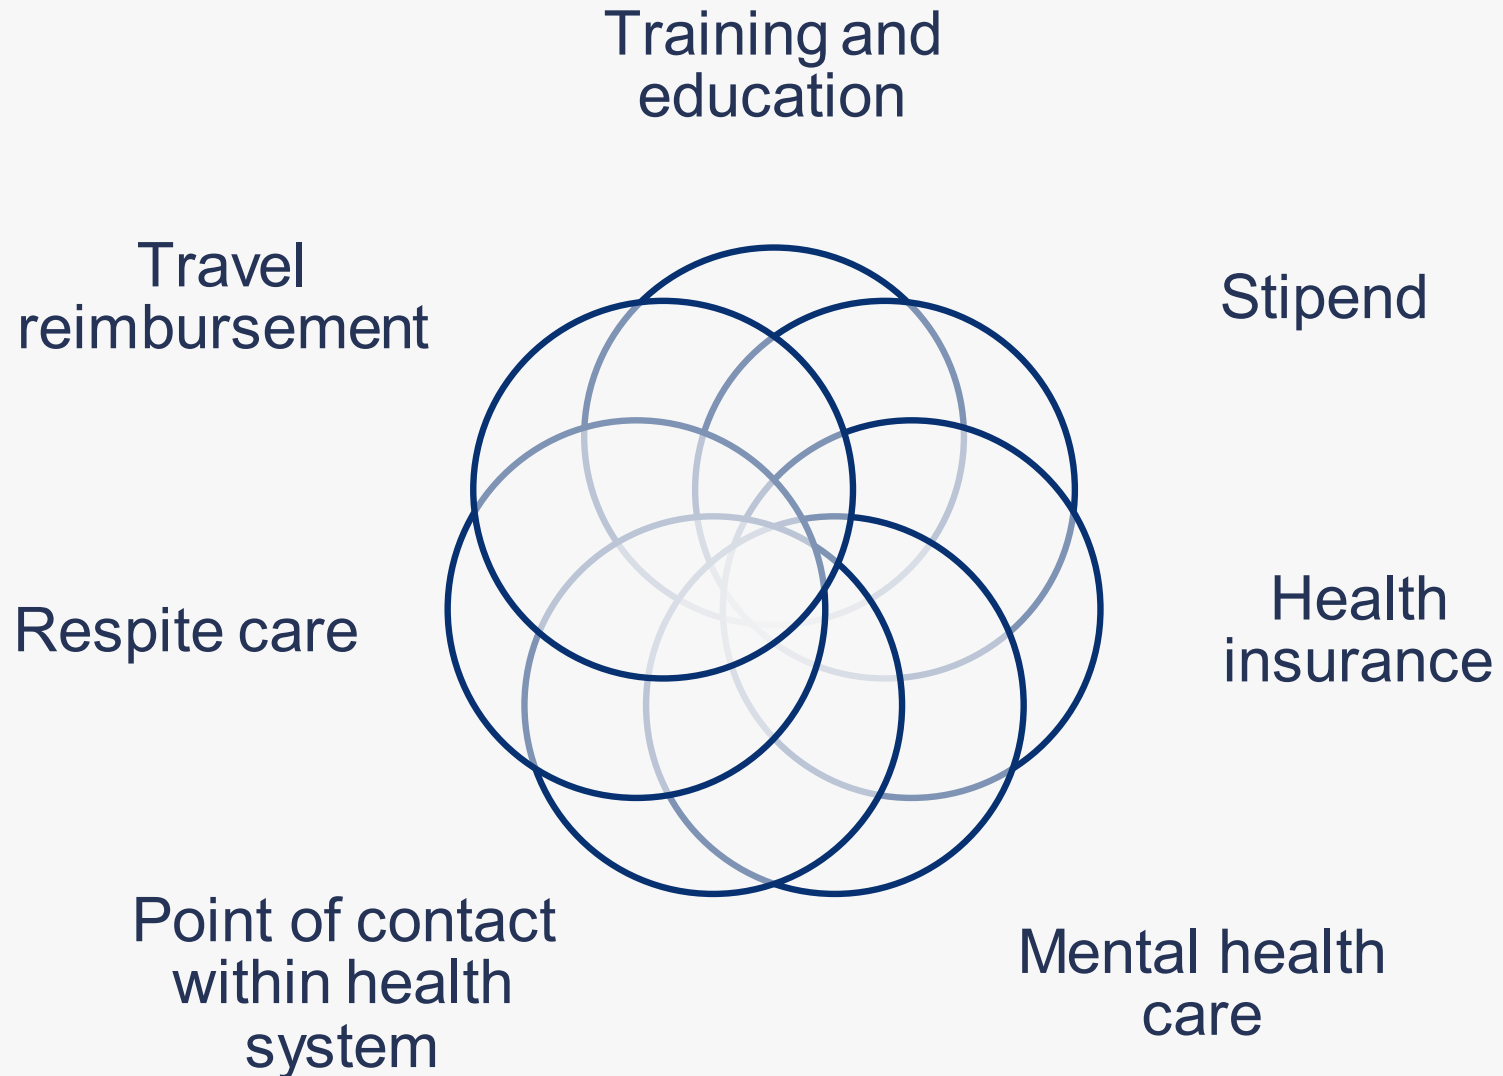 Training and
education
Travel
reimbursement
Stipend
Respite care
Health
insurance
Point of contact
within health
system
Mental health
care